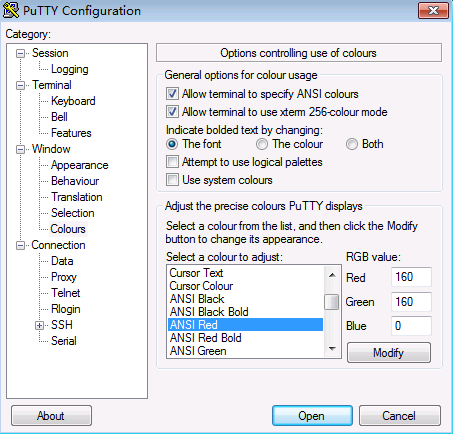 PuTTY Configuration
Category:
Session
Logging
Terminal
Keyboard
Bell
Features
Window
Appearance
Behaviour
Translation
Selection
Colours
Connection
Data
Proxy
Telnet
Rlogin
SSH
Serial
Options controlling use of colours
General options for colour usage
Allow terminal to specify ANSI colours
Allow terminal to use xterm 256-colour mode
Indicate bolded text by changing:
The font The colour Both
Attempt to use logical palettes
Use system colours
Adjust the precise colours PuTTY displays
Select a colour from the list, and then click the Modify
button to change its appearance.
Select a colour to adjust:
Cursor Text
Cursor Colour
ANSI Black
ANSI Black Bold
ANSI Red
ANSI Red Bold
ANSI Green
RGB value:
Red 160
Green 160
Blue 0
Modify
About Open Cancel